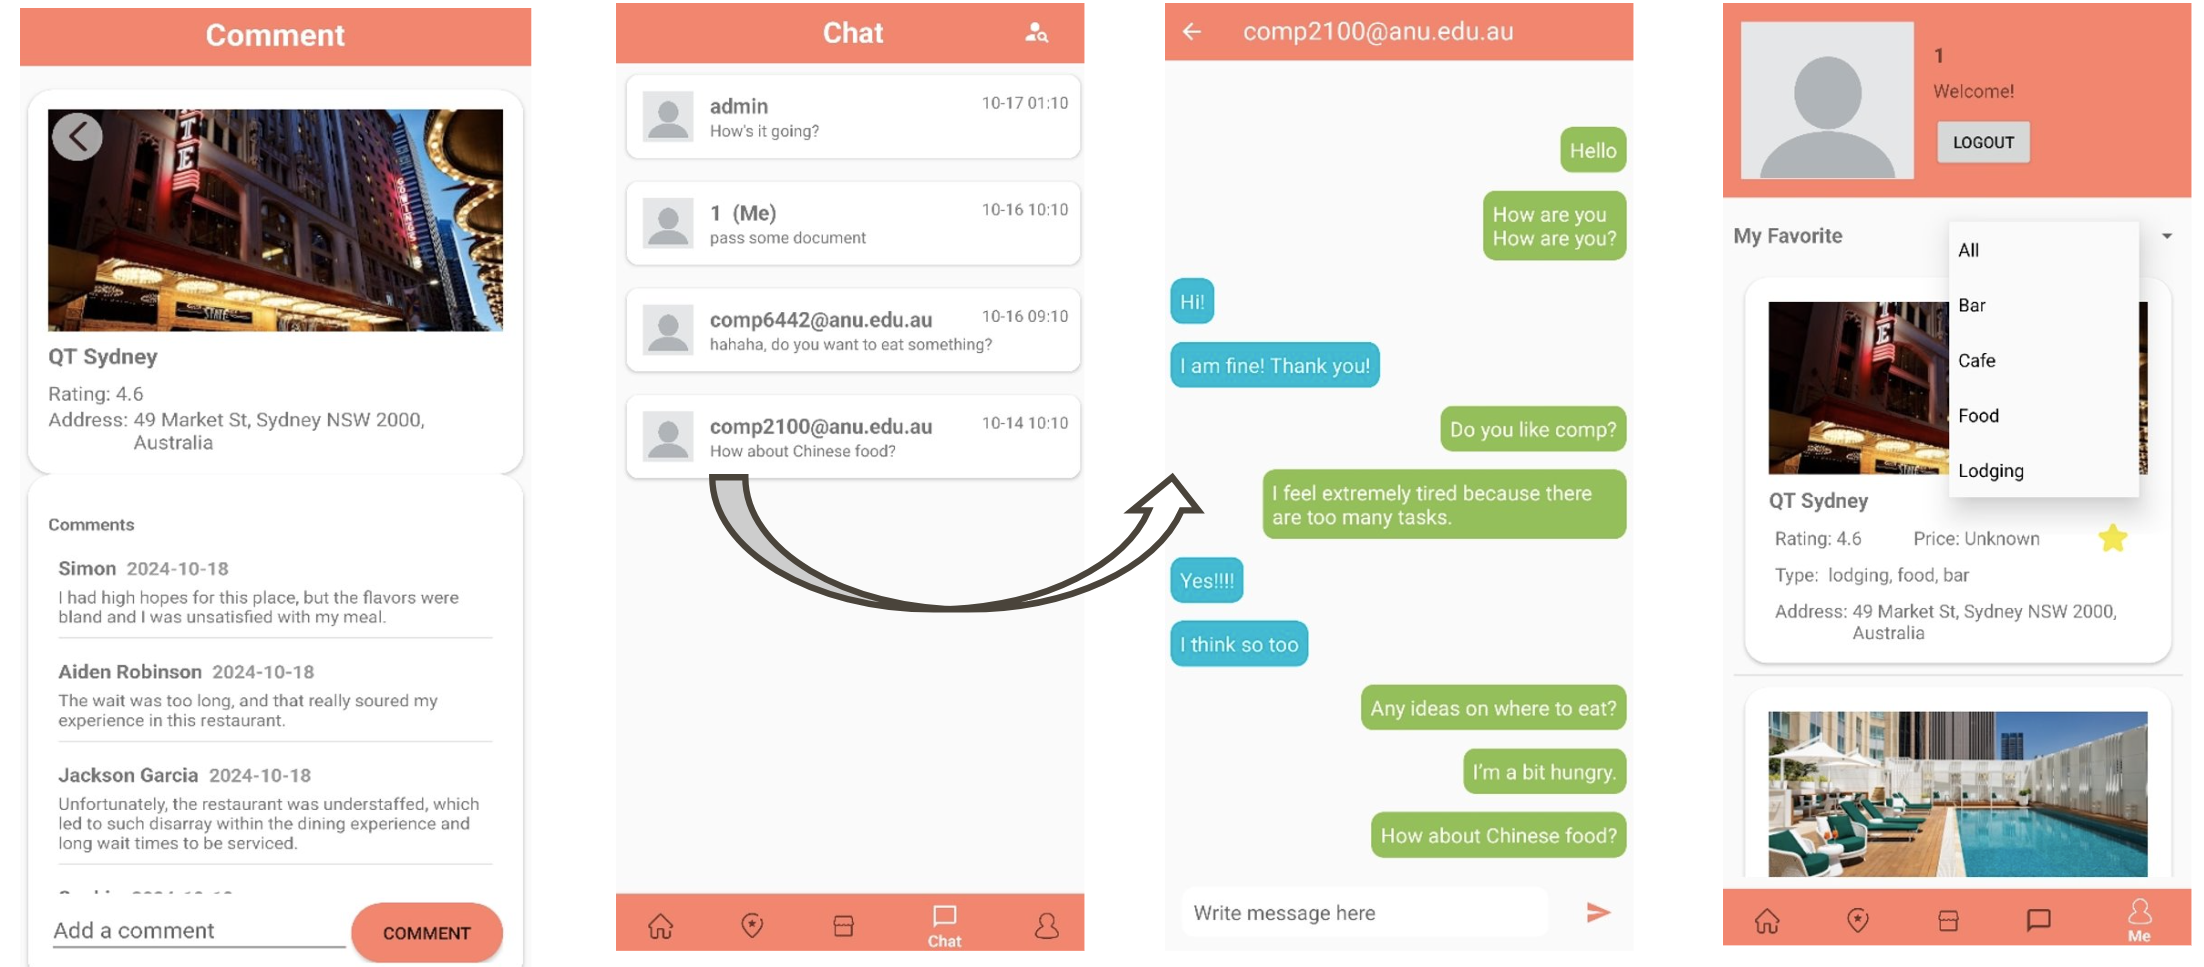 Comment
QT Sydney
Rating: 4.6
Address: 49 Market St, Sydney NSW 2000,
Australia
Comments
Simon 2024-10-18
I had high hopes for this place, but the flavors were
bland and I was unsatisfied with my meal.
Aiden Robinson 2024-10-18
The wait was too long, and that really soured my
experience in this restaurant.
Jackson Garcia 2024-10-18
Unfortunately, the restaurant was understaffed, which
led to such disarray within the dining experience and
long wait times to be serviced.
Add a comment
COMMENT
Chat
admin 10-17 01:10
How's it going?
1 (Me) 10-16 10:10
pass some document
comp6442@anu.edu.au 10-16 09:10
hahaha, do you want to eat something?
comp2100@anu.edu.au 10-14 10:10
How about Chinese food?
Chat
comp2100@anu.edu.au
Hello
How are you
How are you?
Hi!
I am fine! Thank you!
Do you like comp?
I feel extremely tired because there
are too many tasks.
Yes!!!!
I think so too
Any ideas on where to eat?
I'm a bit hungry.
How about Chinese food?
Write message here
1
Welcome!
LOGOUT
My Favorite
All
Bar
Cafe
Food
Lodging
QT Sydney
Rating: 4.6 Price: Unknown
Type: lodging, food, bar
Address: 49 Market St, Sydney NSW 2000,
Australia
Me